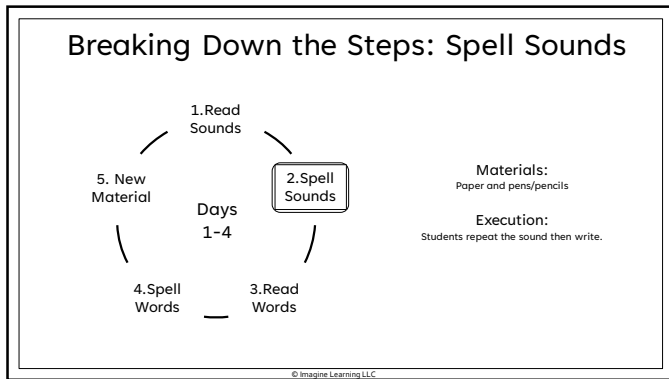 Breaking Down the Steps: Spell Sounds
1.Read
Sounds
2.Spell
Sounds
3.Read
Words
4.Spell
Words
5. New
Material
Days
1-4
Materials:
Paper and pens/pencils
Execution:
Students repeat the sound then write.
© Imagine Learning LLC